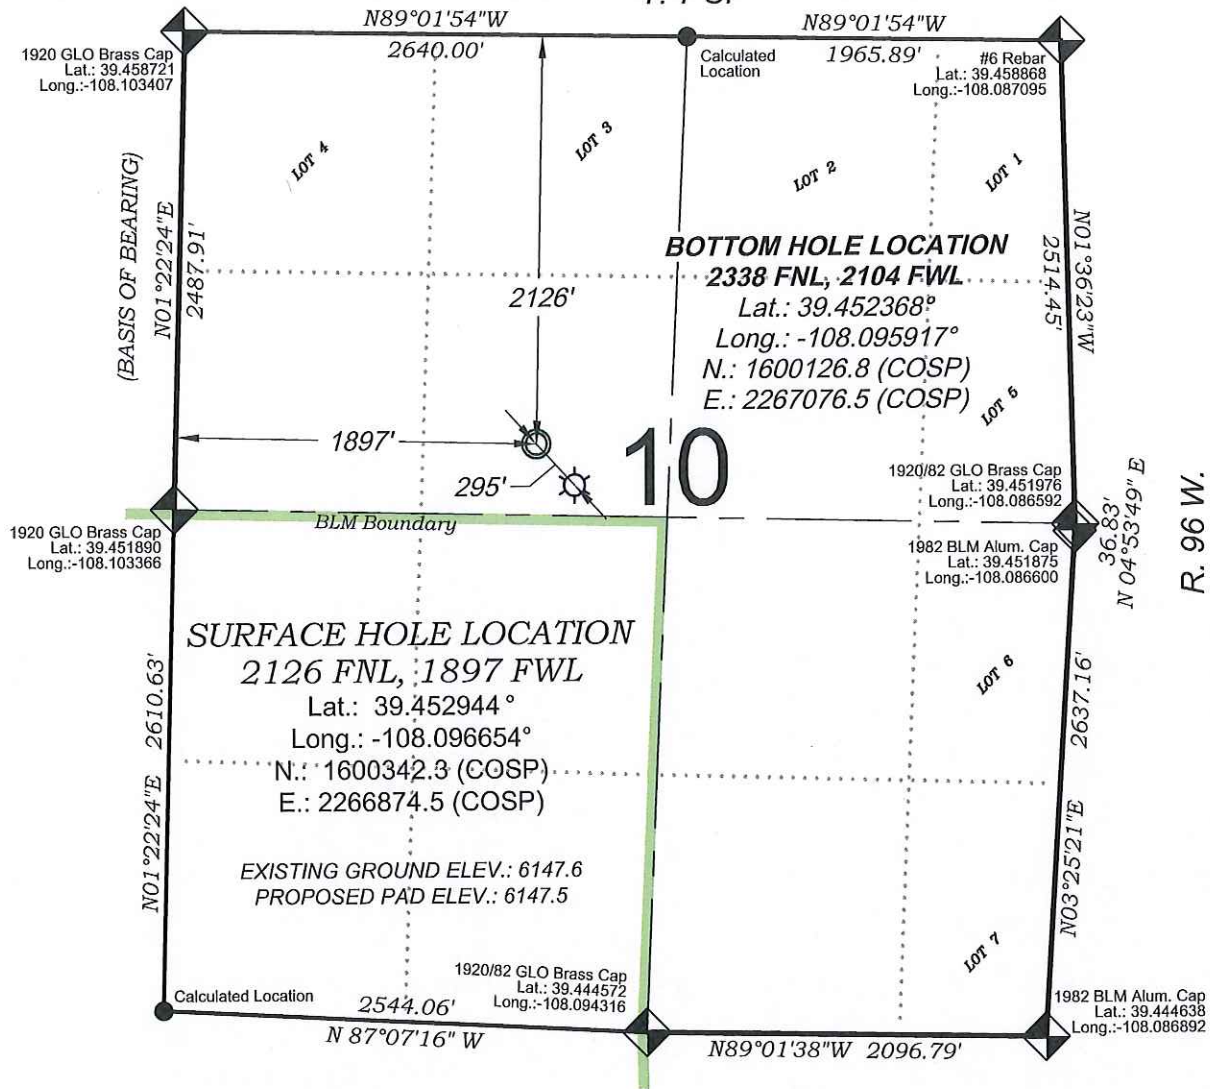 N89°01'54"W
2640.00'
N89°01'54"W
1965.89'
1920 GLO Brass Cap
Lat.: 39.458721
Long.:-108.103407
Calculated
Location
#6 Rebar
Lat.: 39.458868
Long.:-108.087095
LOT 4
LOT 3
LOT 2
LOT 1
(BASIS OF BEARING)
N01°22'24"E
2487.91'
2126'
BOTTOM HOLE LOCATION
2338 FNL, 2104 FWL
Lat.: 39.452368°
Long.: -108.095917°
N.: 1600126.8 (COSP)
E.: 2267076.5 (COSP)
N01°36'23"W
2514.45'
LOT 5
1897'
295'
10
1920/82 GLO Brass Cap
Lat.: 39.451976
Long.:-108.086592
BLM Boundary
1920 GLO Brass Cap
Lat.: 39.451890
Long.:-108.103366
1982 BLM Alum. Cap
Lat.: 39.451875
Long.:-108.086600
36.83'
N 04°53'49" E
R. 96 W.
SURFACE HOLE LOCATION
2126 FNL, 1897 FWL
Lat.: 39.452944°
Long.: -108.096654°
N.: 1600342.3 (COSP)
E.: 2266874.5 (COSP)
EXISTING GROUND ELEV.: 6147.6
PROPOSED PAD ELEV.: 6147.5
N01°22'24"E 2610.63'
LOT 6
2637.16'
N03°25'21"E
LOT 7
Calculated Location
2544.06'
N 87°07'16" W
1920/82 GLO Brass Cap
Lat.: 39.444572
Long.:-108.094316
N89°01'38"W 2096.79'
1982 BLM Alum. Cap
Lat.: 39.444638
Long.:-108.086892